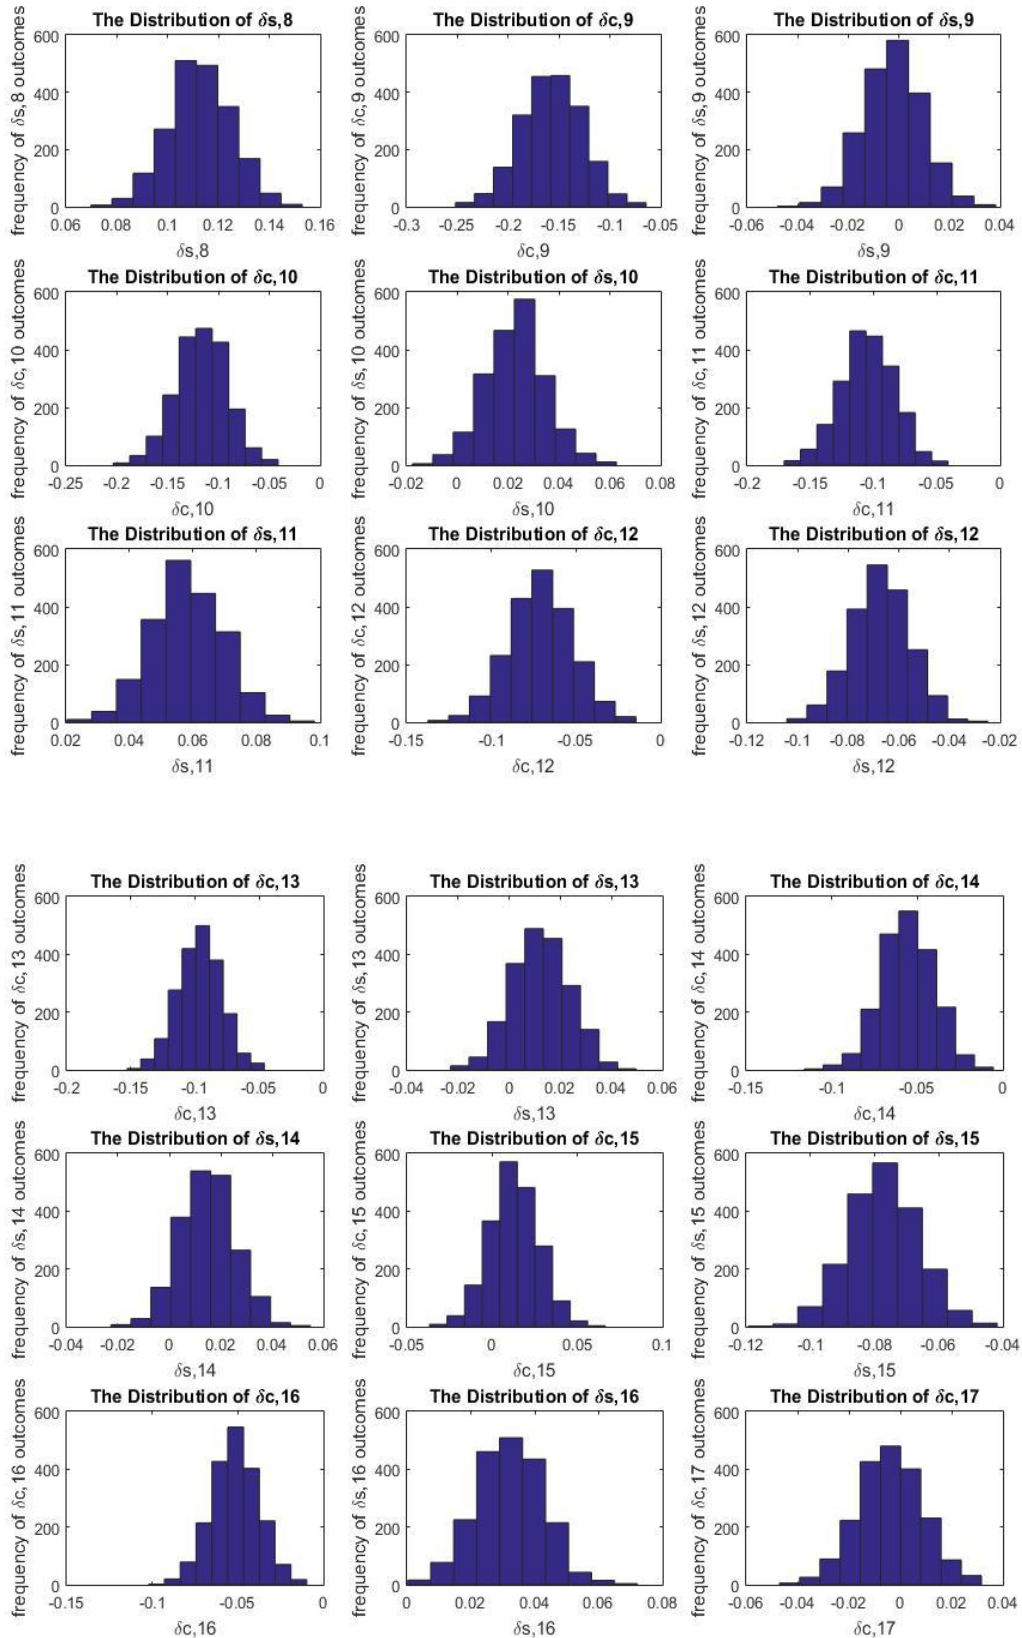 The Distribution of δs,8
frequency of δs,8 outcomes
600
400
200
0
0.06 0.08 0.1 0.12 0.14 0.16
δs,8
The Distribution of δc,9
frequency of δc,9 outcomes
600
400
200
0
-0.3 -0.25 -0.2 -0.15 -0.1 -0.05
δc,9
The Distribution of δs,9
frequency of δs,9 outcomes
600
400
200
0
-0.06 -0.04 -0.02 0 0.02 0.04
δs,9
The Distribution of δc,10
frequency of δc,10 outcomes
600
400
200
0
-0.25 -0.2 -0.15 -0.1 -0.05 0
δc,10
The Distribution of δs,10
frequency of δs,10 outcomes
600
400
200
0
-0.02 0 0.02 0.04 0.06 0.08
δs,10
The Distribution of δc,11
frequency of δc,11 outcomes
600
400
200
0
-0.2 -0.15 -0.1 -0.05 0
δc,11
The Distribution of δs,11
frequency of δs,11 outcomes
600
400
200
0
0.02 0.04 0.06 0.08 0.1
δs,11
The Distribution of δc,12
frequency of δc,12 outcomes
600
400
200
0
-0.15 -0.1 -0.05 0
δc,12
The Distribution of δs,12
frequency of δs,12 outcomes
600
400
200
0
-0.12 -0.1 -0.08 -0.06 -0.04 -0.02
δs,12
The Distribution of δc,13
frequency of δc,13 outcomes
600
400
200
0
-0.2 -0.15 -0.1 -0.05 0
δc,13
The Distribution of δs,13
frequency of δs,13 outcomes
600
400
200
0
-0.04 -0.02 0 0.02 0.04 0.06
δs,13
The Distribution of δc,14
frequency of δc,14 outcomes
600
400
200
0
-0.15 -0.1 -0.05 0
δc,14
The Distribution of δs,14
frequency of δs,14 outcomes
600
400
200
0
-0.04 -0.02 0 0.02 0.04 0.06
δs,14
The Distribution of δc,15
frequency of δc,15 outcomes
600
400
200
0
-0.05 0 0.05 0.1
δc,15
The Distribution of δs,15
frequency of δs,15 outcomes
600
400
200
0
-0.12 -0.1 -0.08 -0.06 -0.04
δs,15
The Distribution of δc,16
frequency of δc,16 outcomes
600
400
200
0
-0.15 -0.1 -0.05 0
δc,16
The Distribution of δs,16
frequency of δs,16 outcomes
600
400
200
0
0 0.02 0.04 0.06 0.08
δs,16
The Distribution of δc,17
frequency of δc,17 outcomes
600
400
200
0
-0.06 -0.04 -0.02 0 0.02 0.04
δc,17